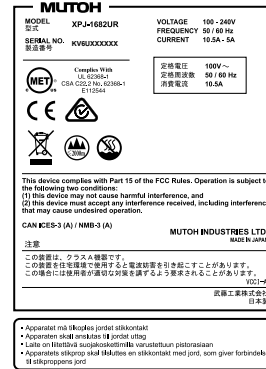 MUTOH
MODEL XPJ-1682UR
型式
SERIAL NO. KV6UXXXXXX
製造番号
VOLTAGE 100 - 240V
FREQUENCY 50 / 60 Hz
CURRENT 10.5A - 5A
MET
Complies With
UL 62368-1
CSA C22.2 No. 62368-1
E112544
定格電圧 100V～
定格周波数 50 / 60 Hz
消費電流 10.5A
CE
2000m
This device complies with Part 15 of the FCC Rules. Operation is subject t
the following two conditions:
(1) this device may not cause harmful interference, and
(2) this device must accept any interference received, including interferenc
that may cause undesired operation.
CAN ICES-3 (A) / NMB-3 (A)
MUTOH INDUSTRIES LTD
MADE IN JAPAN
注意
この装置は、クラスA機器です。
この装置を住宅環境で使用すると電波妨害を引き起こすことがあります。
この場合には使用者が適切な対策を講ずるよう要求されることがあります。
VCCI-A
武藤工業株式会社
日本製
• Apparatet må tilkoples jordet stikkontakt
• Apparaten skall anslutas till jordat uttag
• Laite on liitettävä suojakoskettimilla varustettuun pistorasiaan
• Apparatets stikprop skal tilsluttes en stikkontakt med jord, som giver forbindels
til stikproppens jord